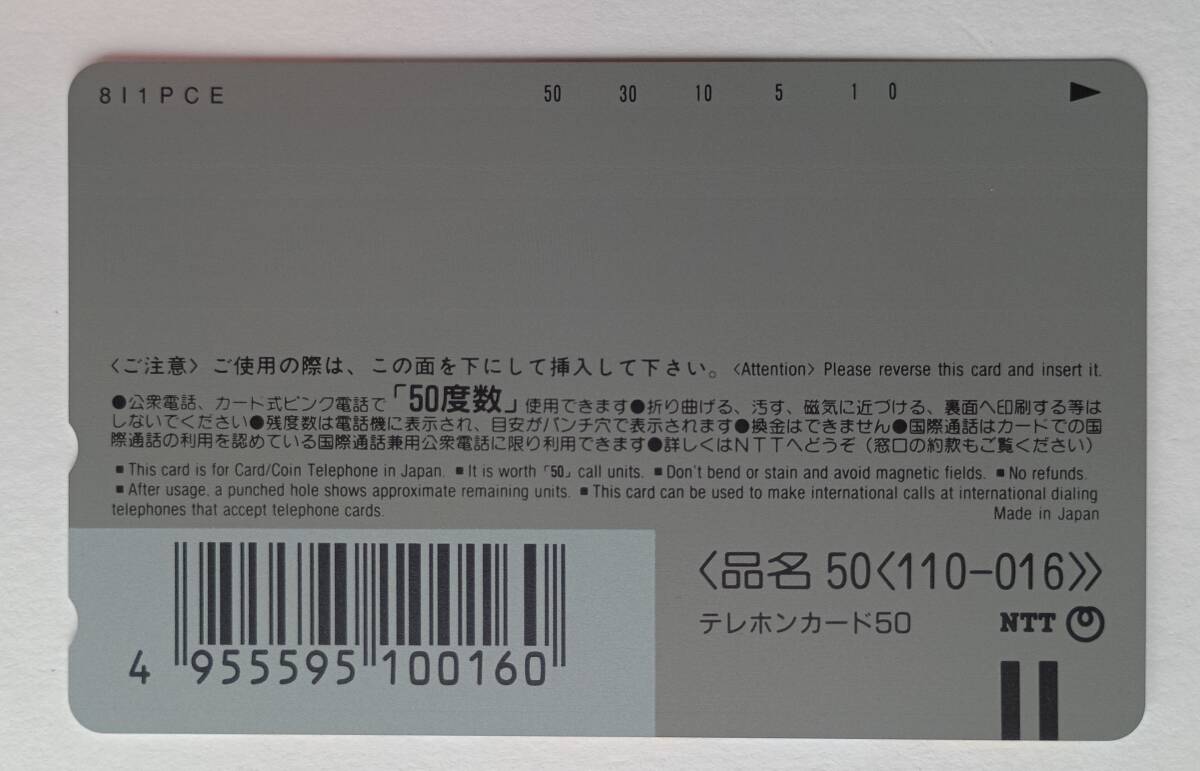 8I1PCE 50 30 10 5 1 0
〈ご注意〉ご使用の際は、この面を下にして挿入して下さい。〈Attention〉Please reverse this card and insert it.
●公衆電話、カード式ピンク電話で「50度数」使用できます●折り曲げる、汚す、磁気に近づける、裏面へ印刷する等は
しないでください●残度数は電話機に表示され、目安がパンチ穴で表示されます●換金はできません●国際通話はカードでの国
際通話の利用を認めている国際通話兼用公衆電話に限り利用できます●詳しくはNTTへどうぞ（窓口の約款もご覧ください）
■This card is for Card/Coin Telephone in Japan. ■It is worth「50」call units. ■Don't bend or stain and avoid magnetic fields. ■No refunds.
■After usage. a punched hole shows approximate remaining units. ■This card can be used to make international calls at international dialing
telephones that accept telephone cards.
Made in Japan
〈品名 50〈110-016〉〉
テレホンカード50
NTT
4 955595 100160